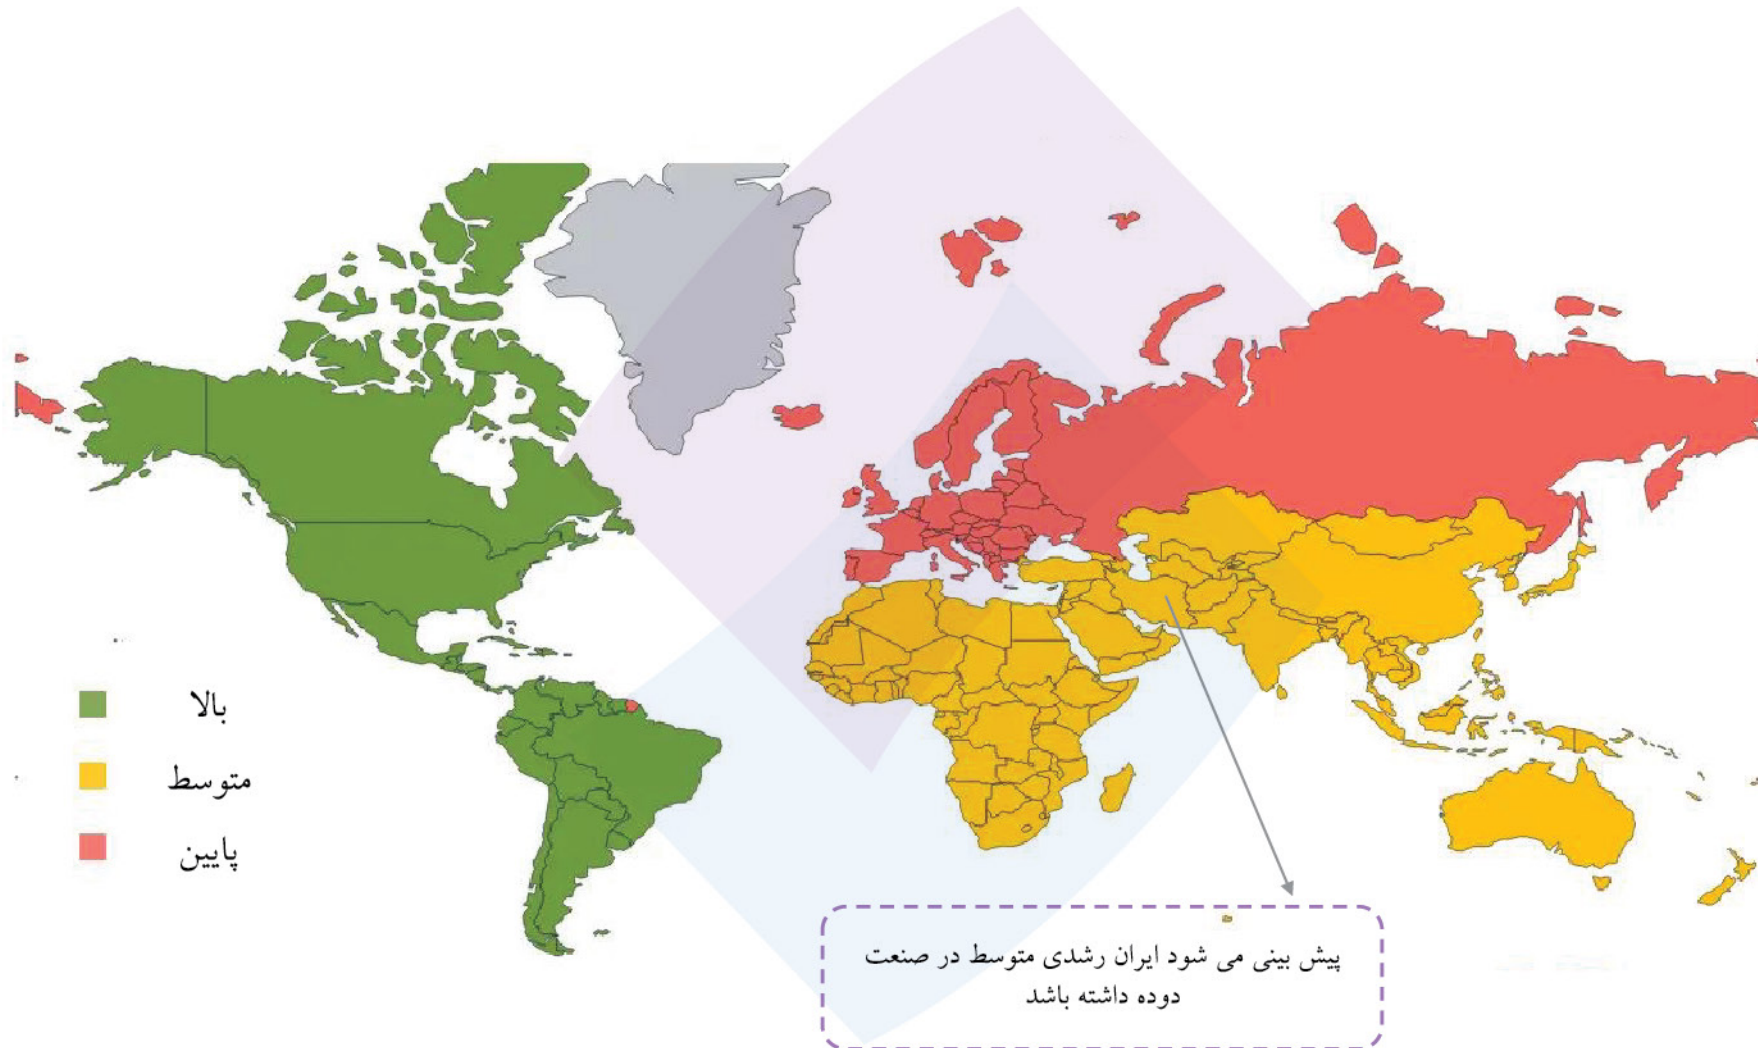 بالا
متوسط
پایین
پیش بینی می شود ایران رشدی متوسط در صنعت
دوده داشته باشد